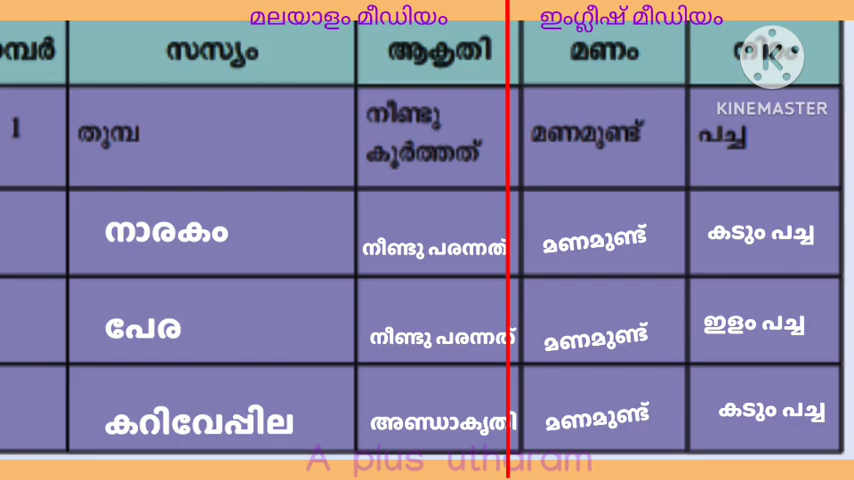 മലയാളം മീഡിയം ഇംഗ്ലീഷ് മീഡിയം
മ്പർ സസ്യം ആകൃതി മണം നിറം
KINEMASTER
1 തുമ്പ നീണ്ടു കൂർത്തത് മണമുണ്ട് പച്ച
നാരകം നീണ്ടു പരന്നത് മണമുണ്ട് കടും പച്ച
പേര നീണ്ടു പരന്നത് മണമുണ്ട് ഇളം പച്ച
കറിവേപ്പില അണ്ഡാകൃതി മണമുണ്ട് കടും പച്ച
A plus utharam